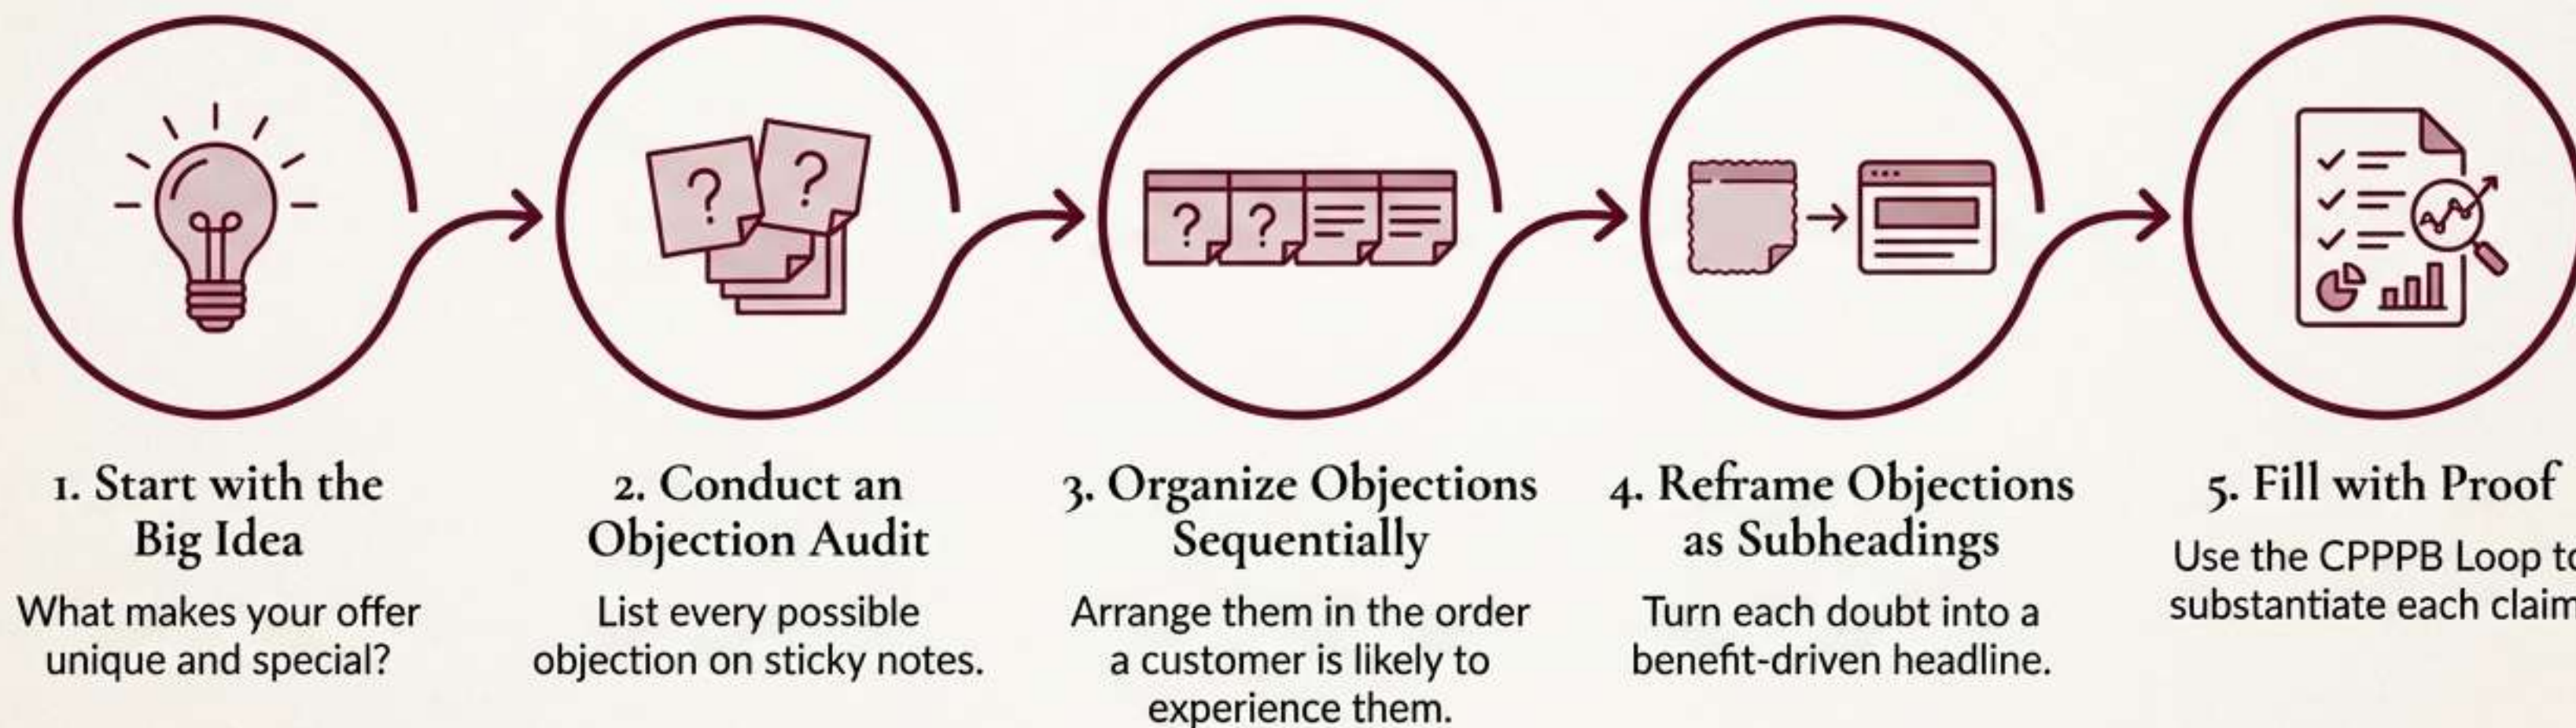 1. Start with the
Big Idea
What makes your offer
unique and special?
2. Conduct an
Objection Audit
List every possible
objection on sticky notes.
3. Organize Objections
Sequentially
Arrange them in the order
a customer is likely to
experience them.
4. Reframe Objections
as Subheadings
Turn each doubt into a
benefit-driven headline.
5. Fill with Proof
Use the CPPPB Loop to
substantiate each claim